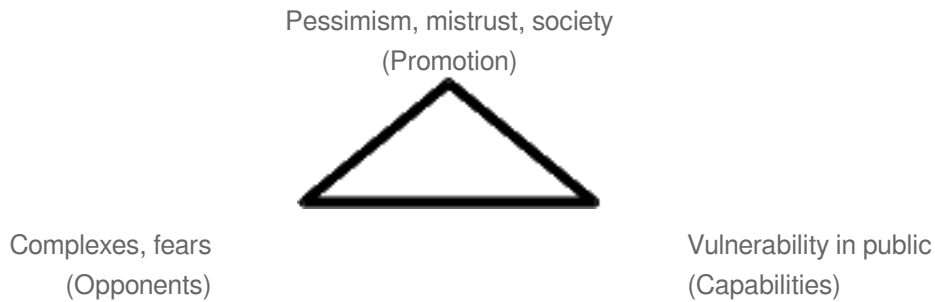 Pessimism, mistrust, society
(Promotion)
Complexes, fears
(Opponents)
Vulnerability in public
(Capabilities)